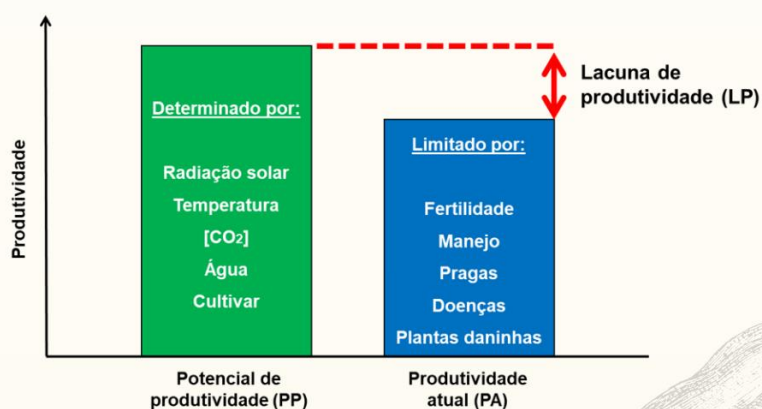 Produtividade
Determinado por:
Radiação solar
Temperatura
[CO₂]
Água
Cultivar
Limitado por:
Fertilidade
Manejo
Pragas
Doenças
Plantas daninhas
Lacuna de
produtividade (LP)
Potencial de
produtividade (PP)
Produtividade
atual (PA)